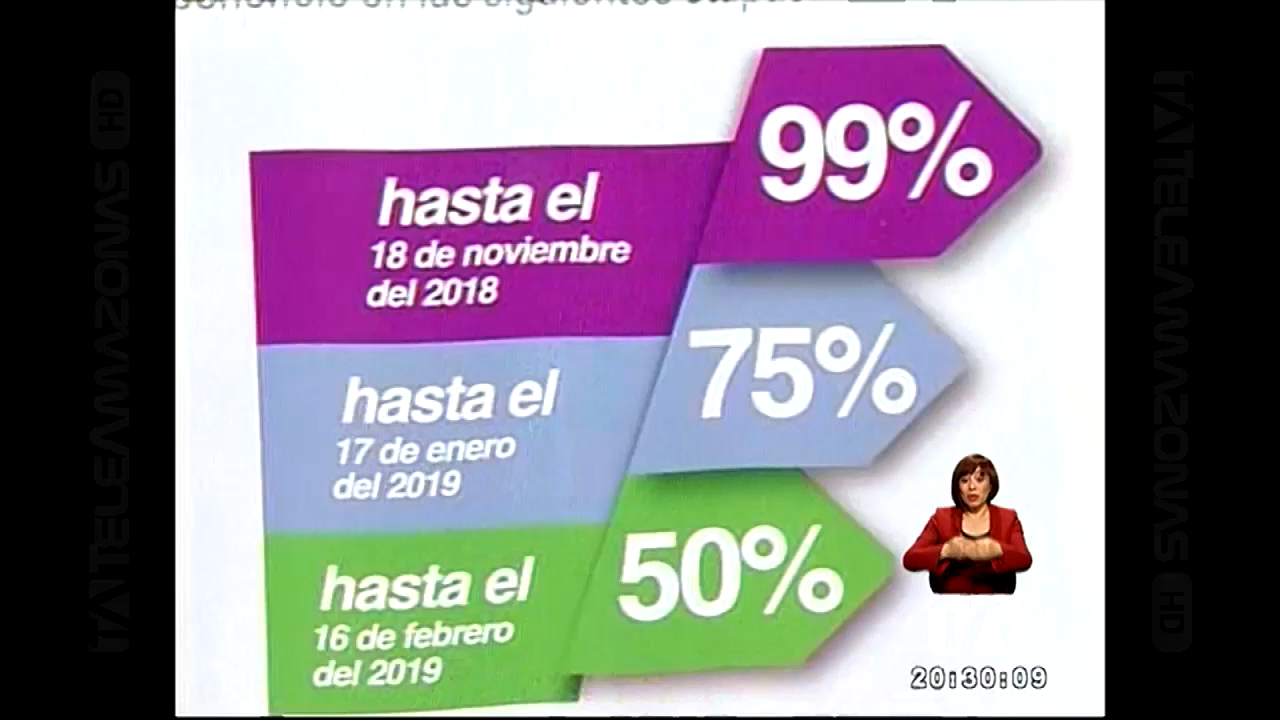 99%
hasta el
18 de noviembre
del 2018
75%
hasta el
17 de enero
del 2019
50%
hasta el
16 de febrero
del 2019
20:30:09
TELEAMAZONAS HD
TELEAMAZONAS HD